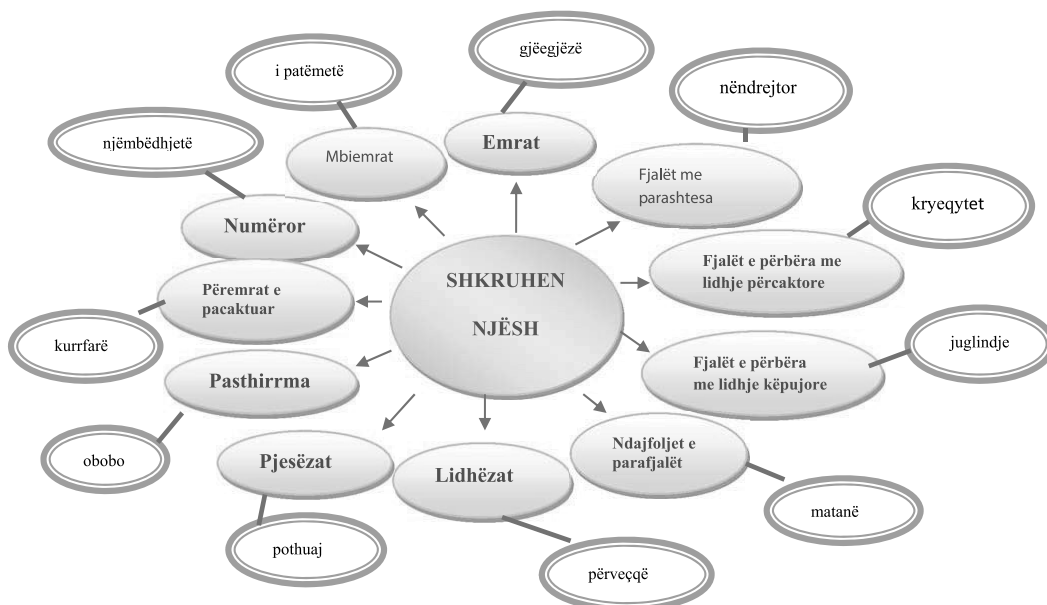 gjëegjëzë
i patëmetë
nëndrejtor
njëmbëdhjetë
Emrat
Mbiemrat
Fjalët me
parashtesa
kryeqytet
Numëror
SHKRUHEN
NJËSH
Fjalët e përbëra me
lidhje përcaktore
Përemrat e
pacaktuar
kurrfarë
juglindje
Fjalët e përbëra
me lidhje këpujore
Pasthirrma
obobo
Ndajfoljet e
parafjalët
Pjesëzat
Lidhëzat
matanë
pothuaj
përveçqë